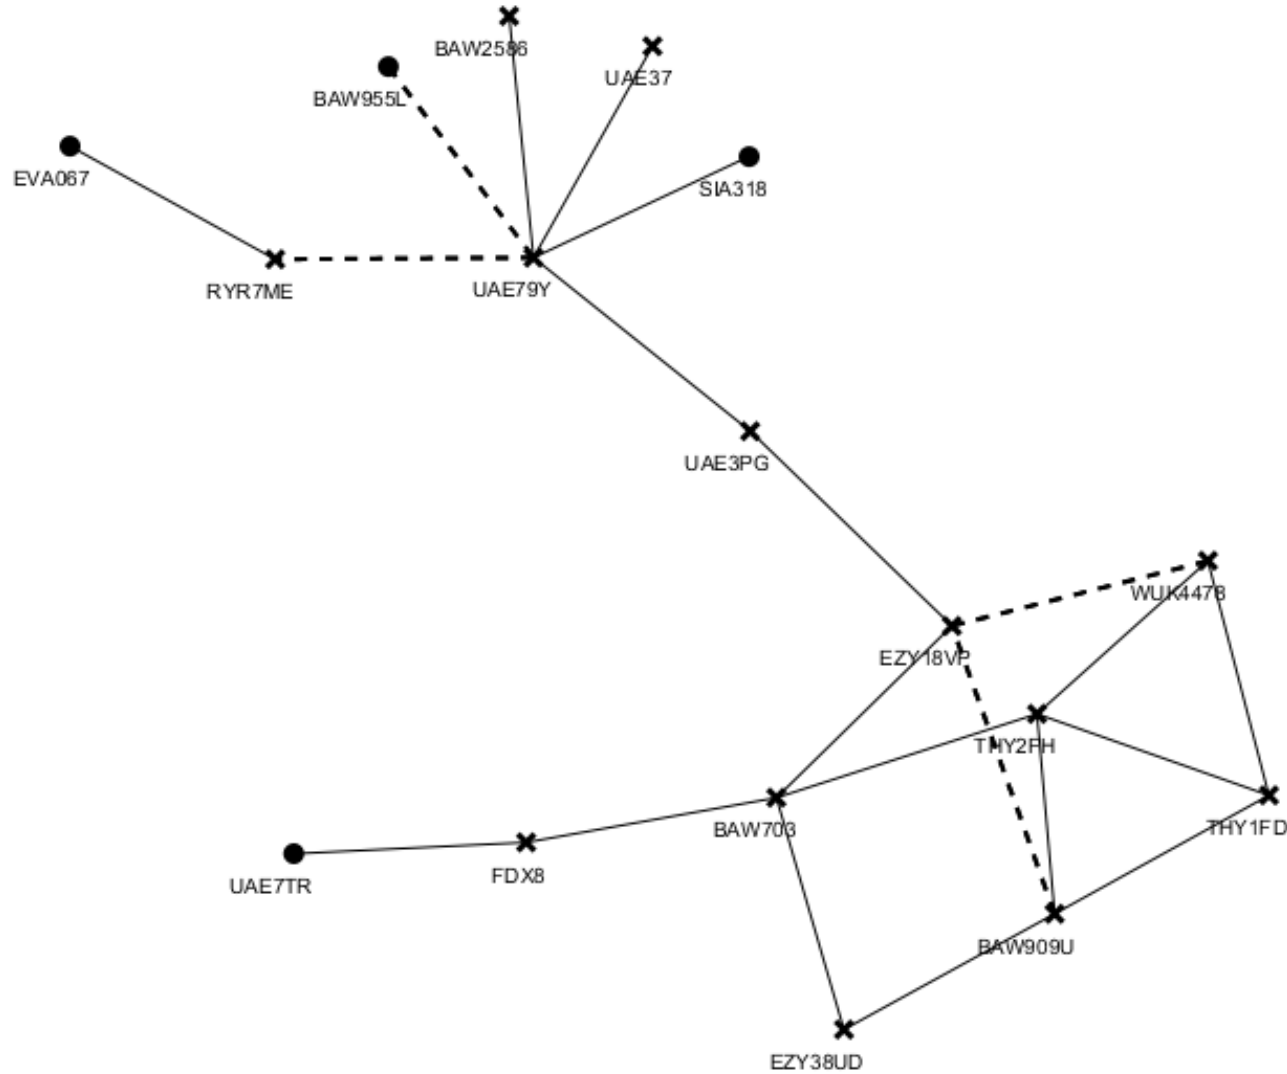 BAW2586
UAE37
BAW955L
EVA067
SIA318
RYR7ME
UAE79Y
UAE3PG
WUK4478
EZY18VP
THY2FH
BAW703
THY1FD
FDX8
UAE7TR
BAW909U
EZY38UD